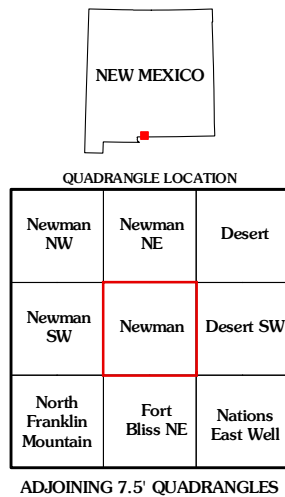 NEW MEXICO
QUADRANGLE LOCATION
Newman
NW
Newman
NE
Desert
Newman
SW
Newman
Desert SW
North
Franklin
Mountain
Fort
Bliss NE
Nations
East Well
ADJOINING 7.5' QUADRANGLES